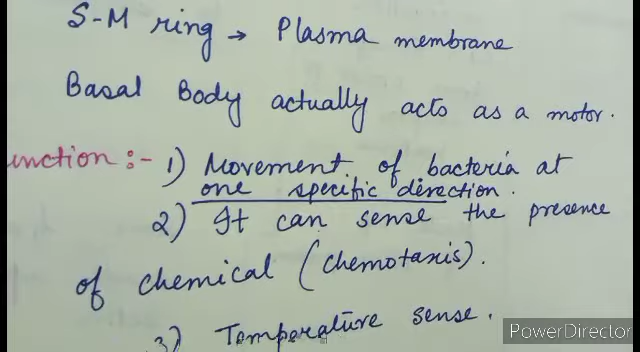 S-M ring → Plasma membrane
Basal Body actually acts as a motor.
unction :- 1) Movement of bacteria at
one specific direction.
2) It can sense the presence
of chemical (chemotaxis).
3) Temperature sense.
PowerDirector